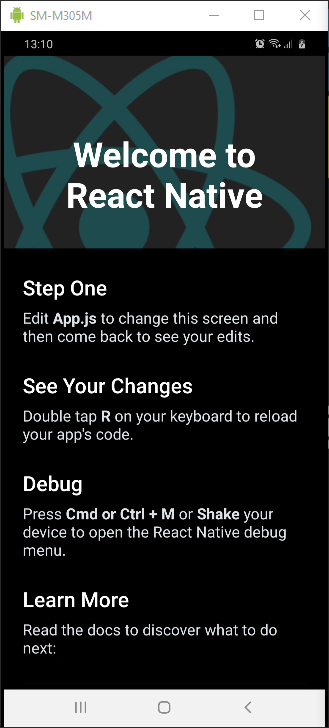 SM-M305M
13:10
Welcome to
React Native
Step One
Edit App.js to change this screen and
then come back to see your edits.
See Your Changes
Double tap R on your keyboard to reload
your app's code.
Debug
Press Cmd or Ctrl + M or Shake your
device to open the React Native debug
menu.
Learn More
Read the docs to discover what to do
next: